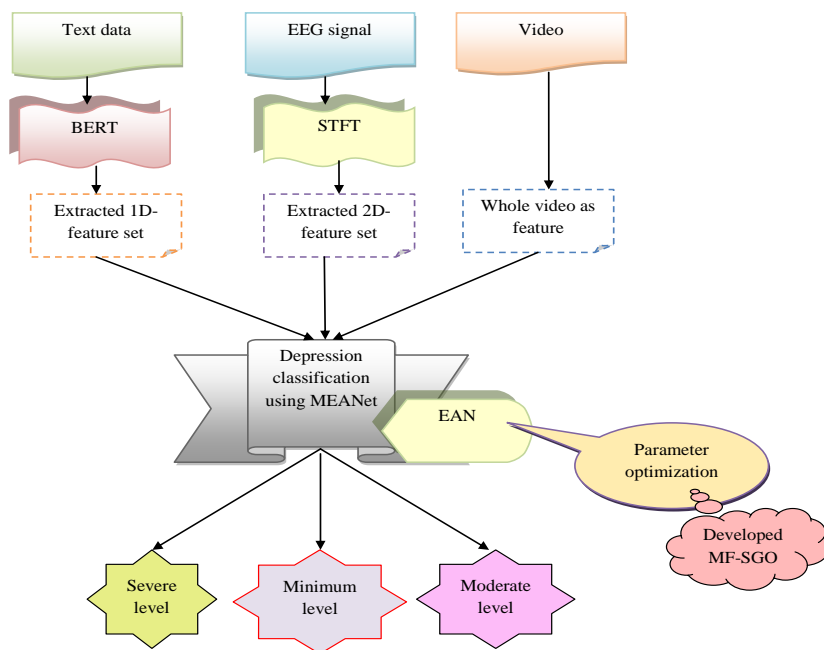 Text data
EEG signal
Video
BERT
STFT
Extracted 1D-
feature set
Extracted 2D-
feature set
Whole video as
feature
Depression
classification
using MEANet
EAN
Parameter
optimization
Developed
MF-SGO
Severe
level
Minimum
level
Moderate
level